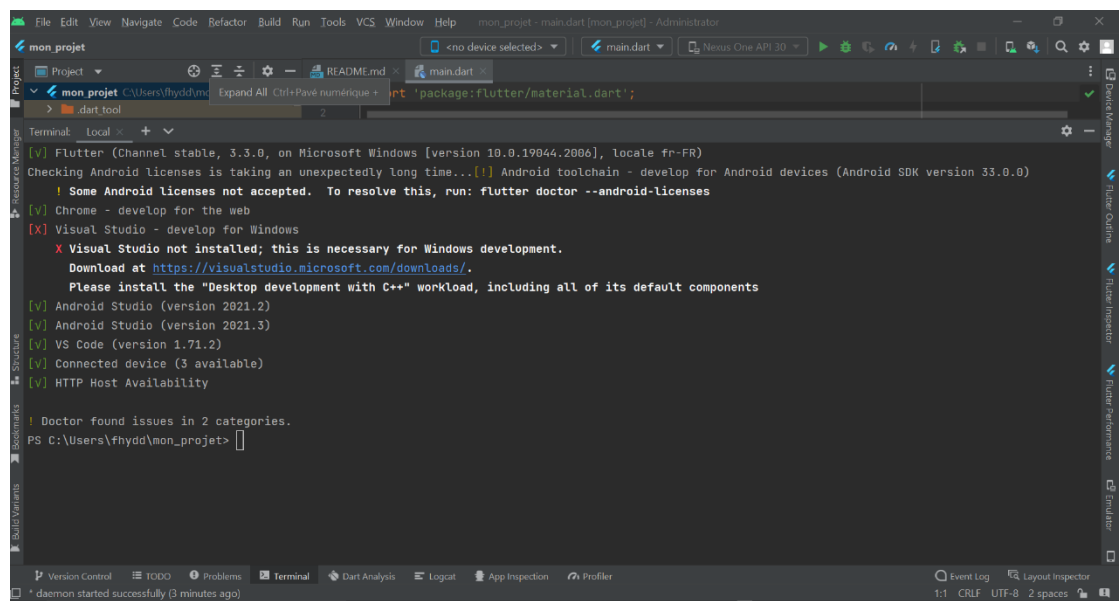 File Edit View Navigate Code Refactor Build Run Tools VCS Window Help mon_projet - main.dart [mon_projet] - Administrator
mon_projet <no device selected> main.dart Nexus One API 30
Project README.md main.dart
mon_projet C:\Users\fhydd\mo Expand All Ctrl+Pavé numérique + rt 'package:flutter/material.dart';
.dart_tool 2
Terminal: Local
[√] Flutter (Channel stable, 3.3.0, on Microsoft Windows [version 10.0.19044.2006], locale fr-FR)
Checking Android licenses is taking an unexpectedly long time...[!] Android toolchain - develop for Android devices (Android SDK version 33.0.0)
! Some Android licenses not accepted. To resolve this, run: flutter doctor --android-licenses
[√] Chrome - develop for the web
[X] Visual Studio - develop for Windows
X Visual Studio not installed; this is necessary for Windows development.
Download at https://visualstudio.microsoft.com/downloads/.
Please install the "Desktop development with C++" workload, including all of its default components
[√] Android Studio (version 2021.2)
[√] Android Studio (version 2021.3)
[√] VS Code (version 1.71.2)
[√] Connected device (3 available)
[√] HTTP Host Availability
! Doctor found issues in 2 categories.
PS C:\Users\fhydd\mon_projet>
Project
Resource Manager
Structure
Bookmarks
Build Variants
Device Manager
Flutter Outline
Flutter Inspector
Flutter Performance
Emulator
Version Control TODO Problems Terminal Dart Analysis Logcat App Inspection Profiler Event Log Layout Inspector
* daemon started successfully (3 minutes ago) 1:1 CRLF UTF-8 2 spaces